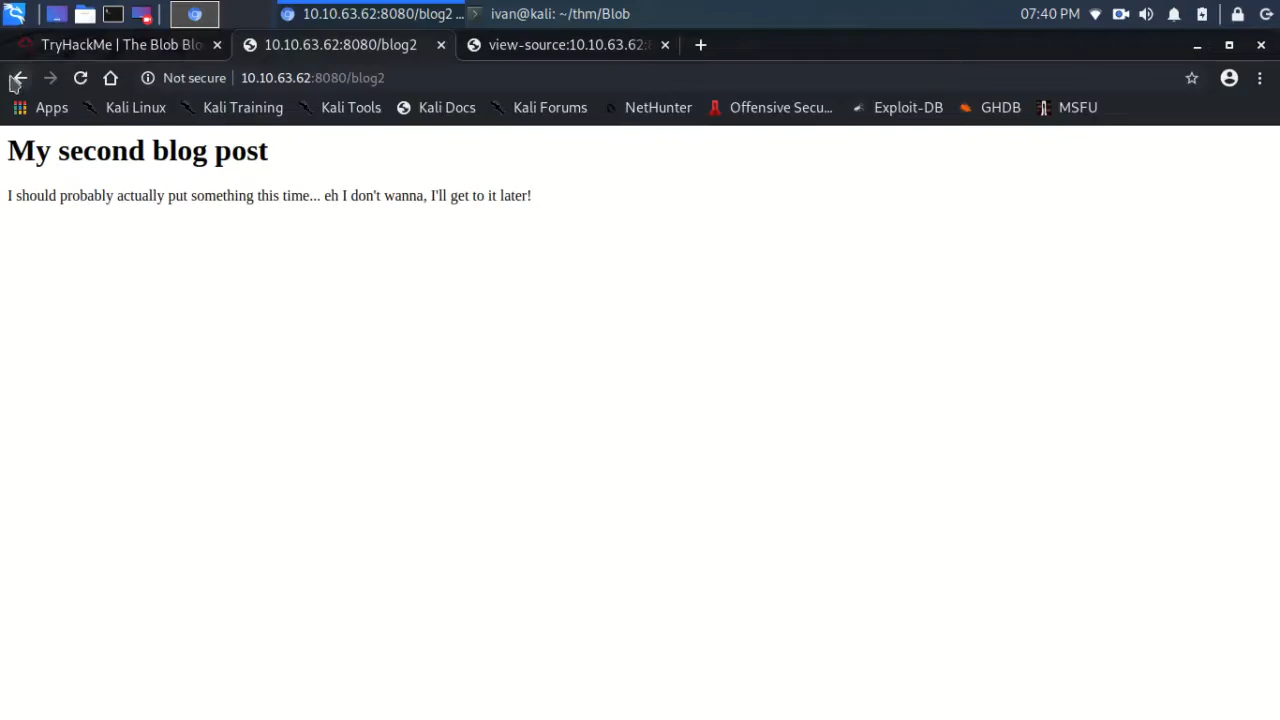 10.10.63.62:8080/blog2 ...
ivan@kali: ~/thm/Blob
07:40 PM
TryHackMe | The Blob Blo
10.10.63.62:8080/blog2
view-source:10.10.63.62:
Not secure
10.10.63.62:8080/blog2
Apps
Kali Linux
Kali Training
Kali Tools
Kali Docs
Kali Forums
NetHunter
Offensive Secu...
Exploit-DB
GHDB
MSFU
My second blog post
I should probably actually put something this time... eh I don't wanna, I'll get to it later!